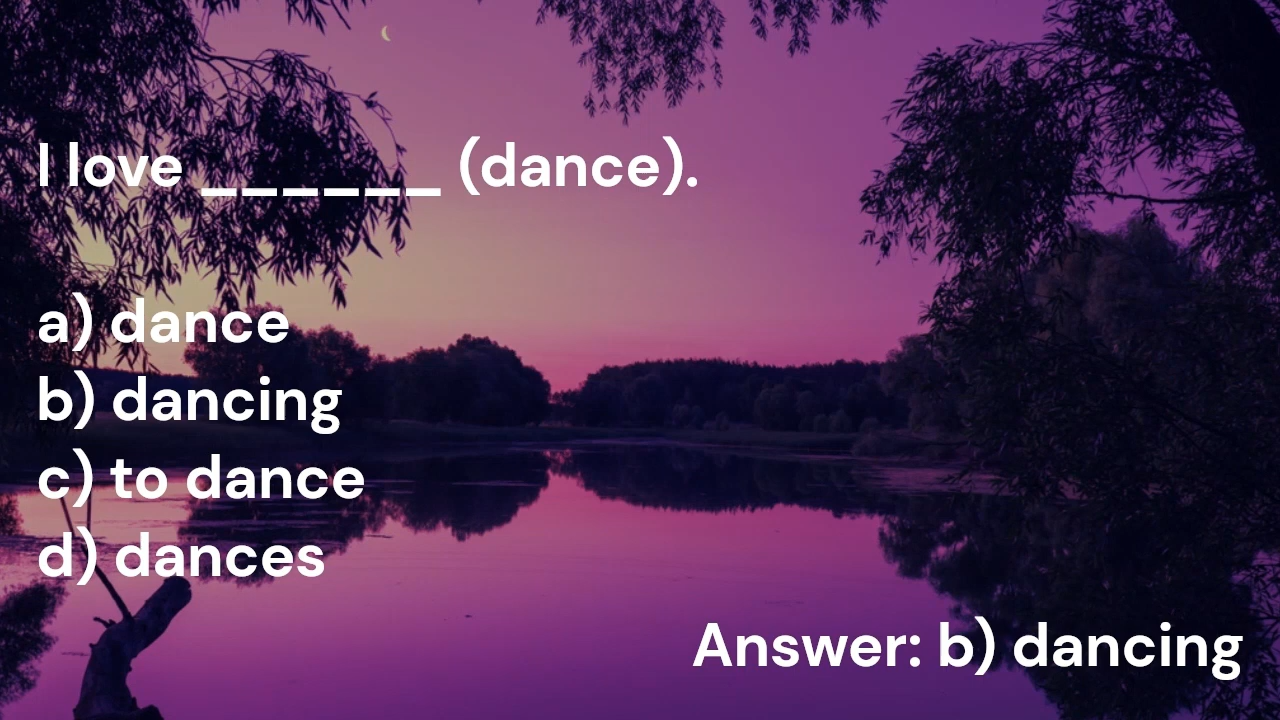 I love ______ (dance).
a) dance
b) dancing
c) to dance
d) dances
Answer: b) dancing